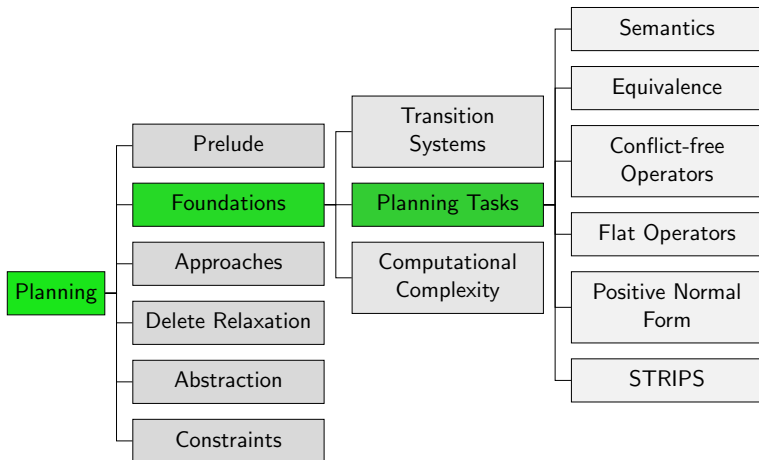 Planning
Prelude
Foundations
Approaches
Delete Relaxation
Abstraction
Constraints
Transition
Systems
Planning Tasks
Computational
Complexity
Semantics
Equivalence
Conflict-free
Operators
Flat Operators
Positive Normal
Form
STRIPS